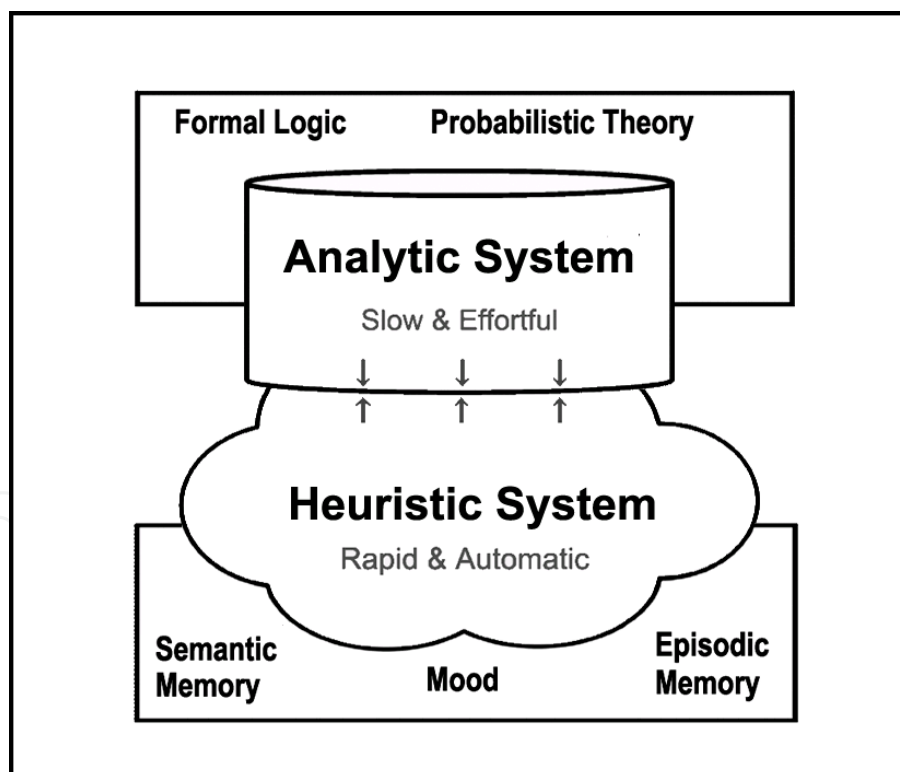 Formal Logic
Probabilistic Theory
Analytic System
Slow & Effortful
Heuristic System
Rapid & Automatic
Semantic
Memory
Mood
Episodic
Memory